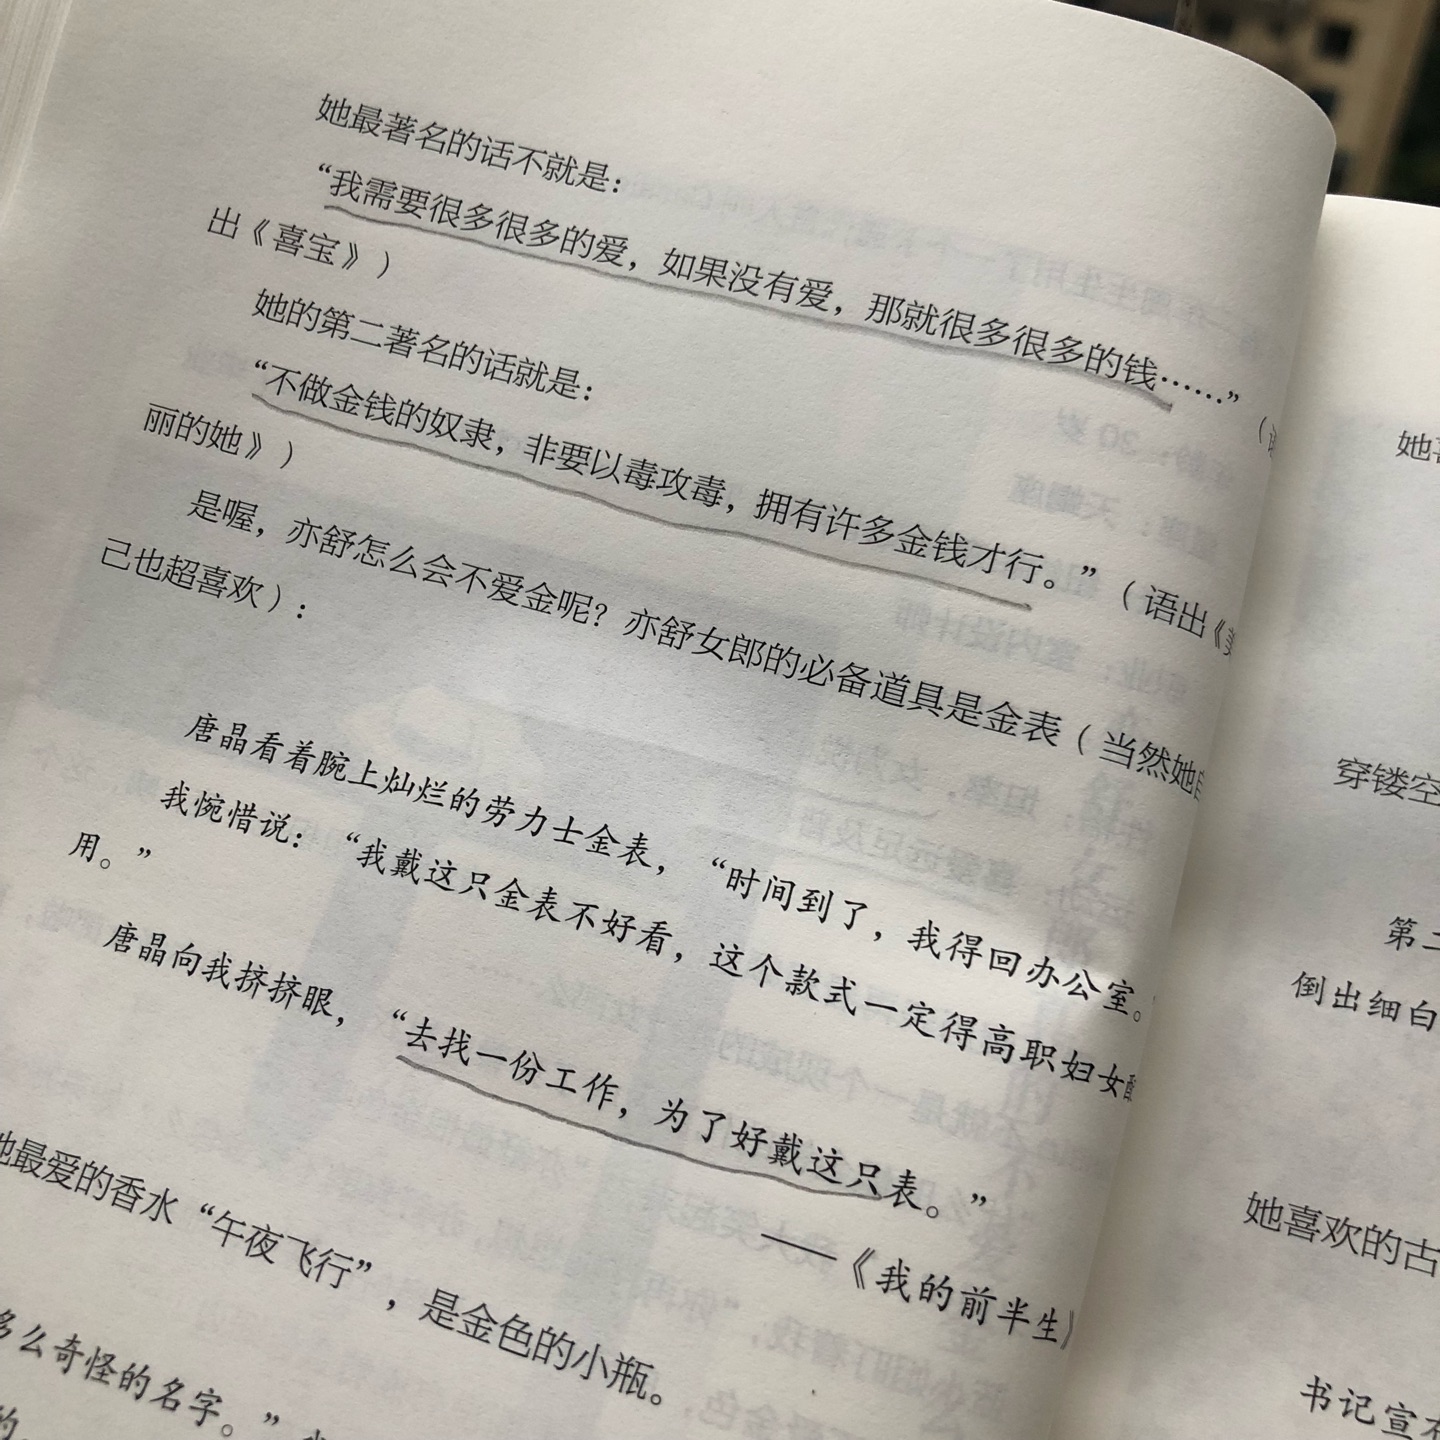 她最著名的话不就是：
“我需要很多很多的爱，如果没有爱，那就很多很多的钱……”（
出《喜宝》）
她的第二著名的话就是：
“不做金钱的奴隶，非要以毒攻毒，拥有许多金钱才行。”（语出《
丽的她》）
是喔，亦舒怎么会不爱金呢？亦舒女郎的必备道具是金表（当然她自
己也超喜欢）：
唐晶看着腕上灿烂的劳力士金表，“时间到了，我得回办公室。”
我惋惜说：“我戴这只金表不好看，这个款式一定得高职妇女
用。”
唐晶向我挤挤眼，“去找一份工作，为了好戴这只表。”
——《我的前半生》
她最爱的香水“午夜飞行”，是金色的小瓶。
多么奇怪的名字。”
的。
她喜
穿镂空
第二
倒出细白
她喜欢的古
书记宣布